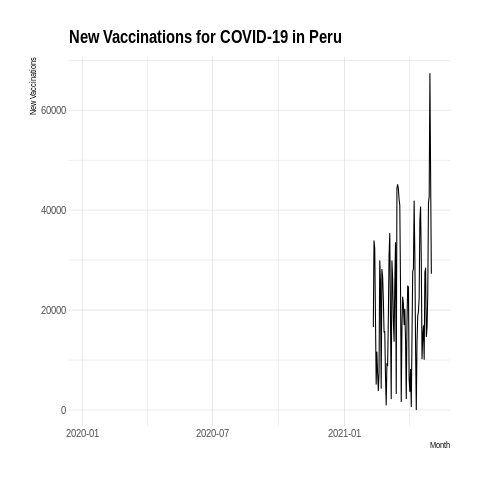 New Vaccinations for COVID-19 in Peru
New Vaccinations
60000
40000
20000
0
2020-01
2020-07
2021-01
Month